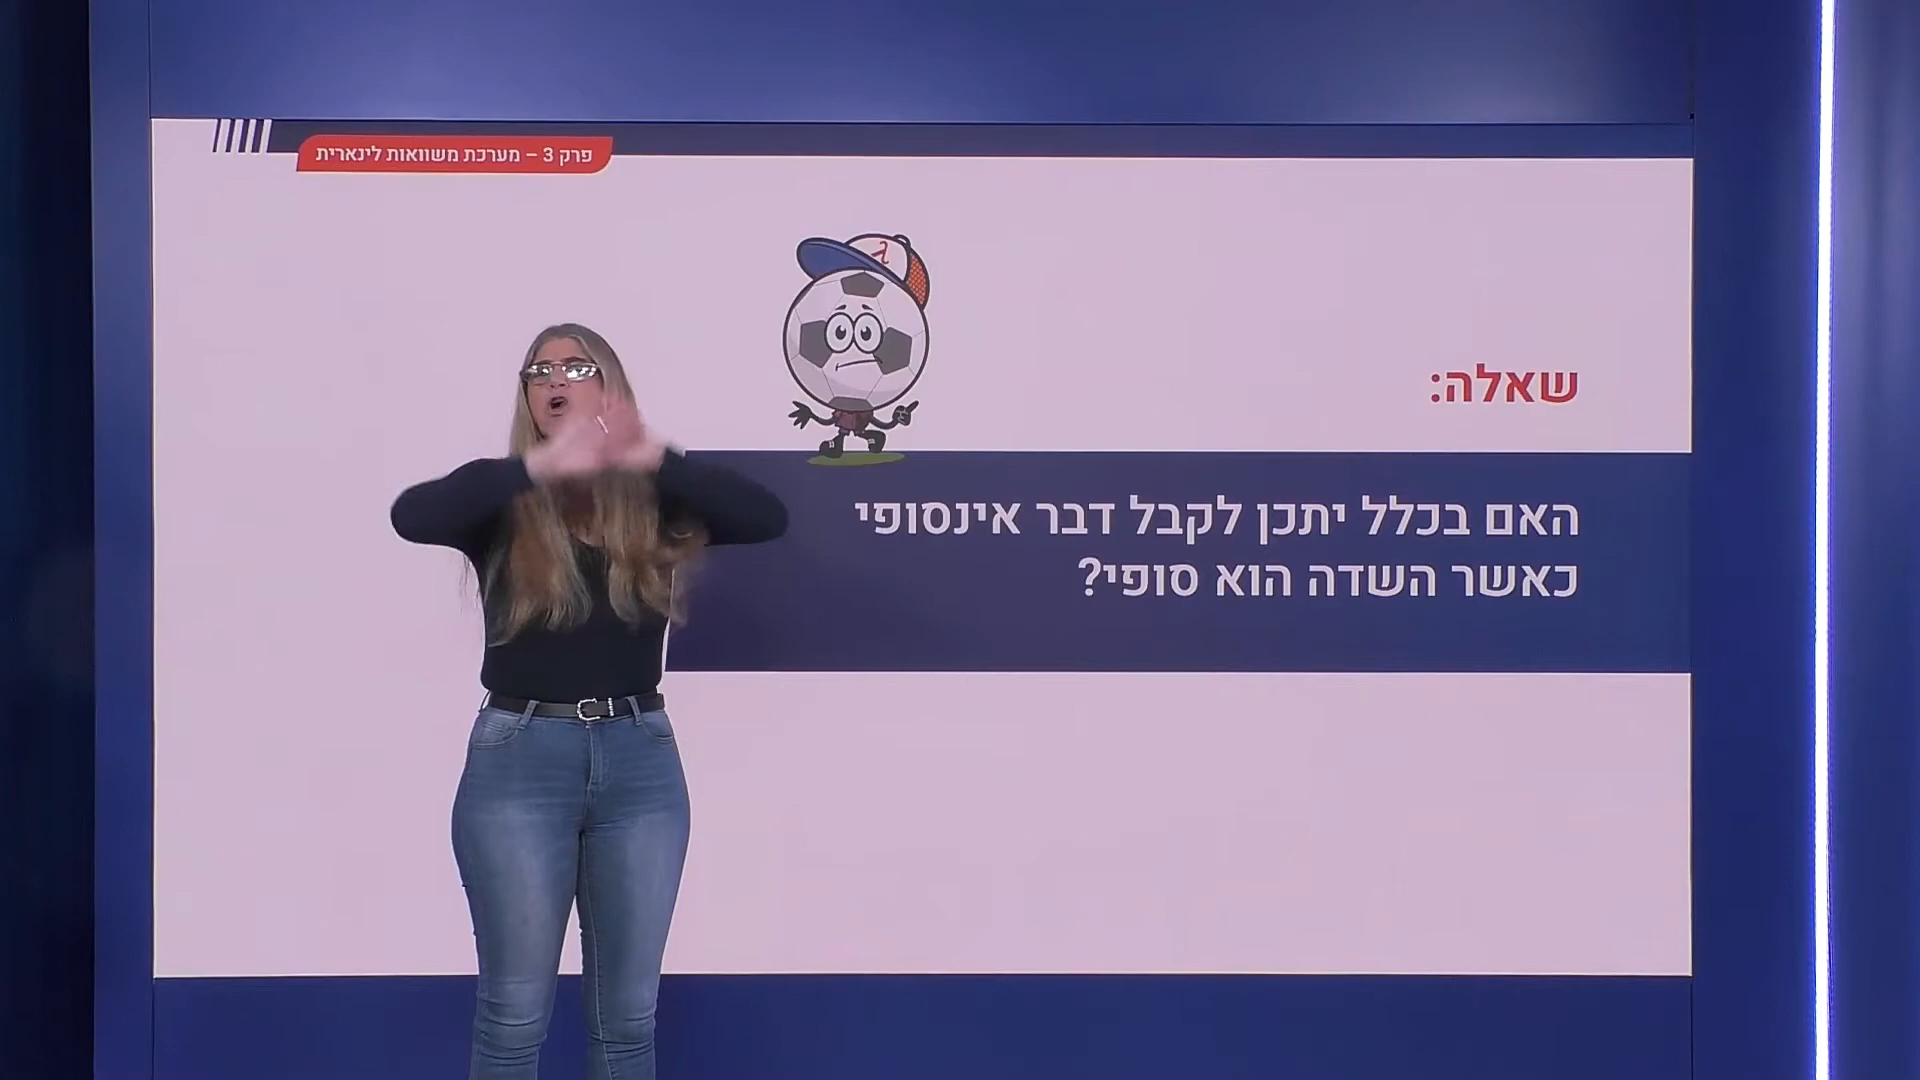 פרק 3 – מערכת משוואות לינארית
λ
שאלה:
האם בכלל יתכן לקבל דבר אינסופי
כאשר השדה הוא סופי?